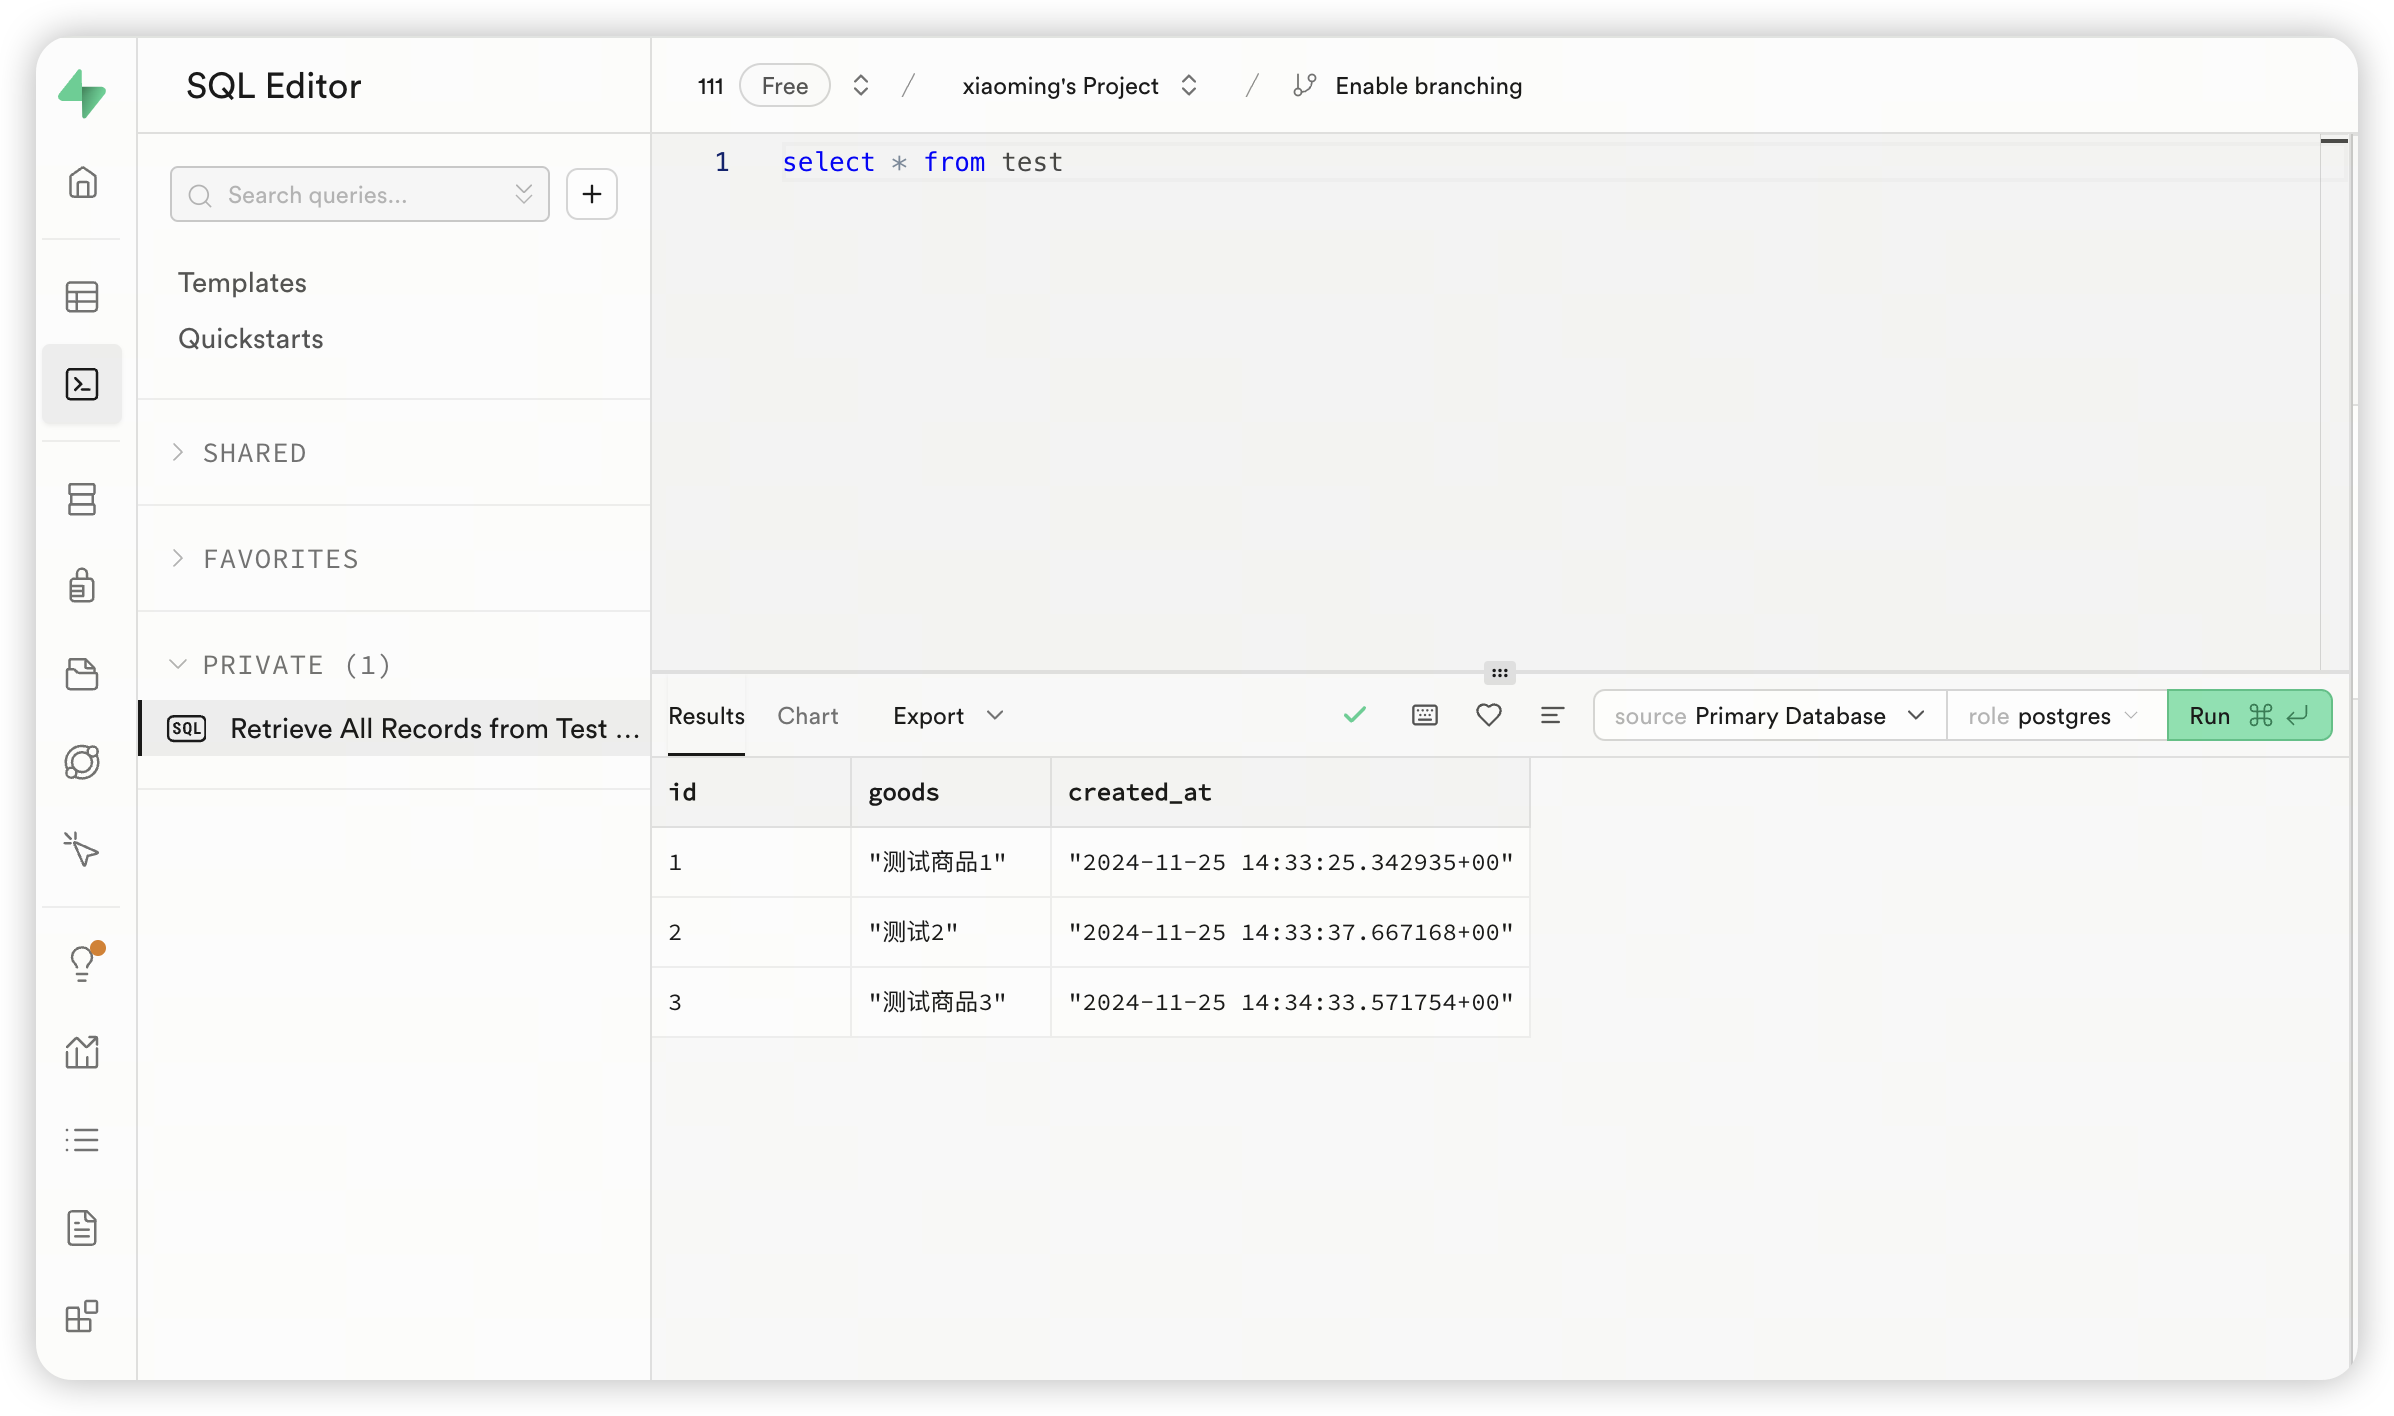 SQL Editor
111 Free / xiaoming's Project / Enable branching
Search queries...
Templates
Quickstarts
SHARED
FAVORITES
PRIVATE (1)
SQL Retrieve All Records from Test ...
1 select * from test
Results Chart Export source Primary Database role postgres Run ⌘ ↵
id goods created_at
1 "测试商品1" "2024-11-25 14:33:25.342935+00"
2 "测试2" "2024-11-25 14:33:37.667168+00"
3 "测试商品3" "2024-11-25 14:34:33.571754+00"